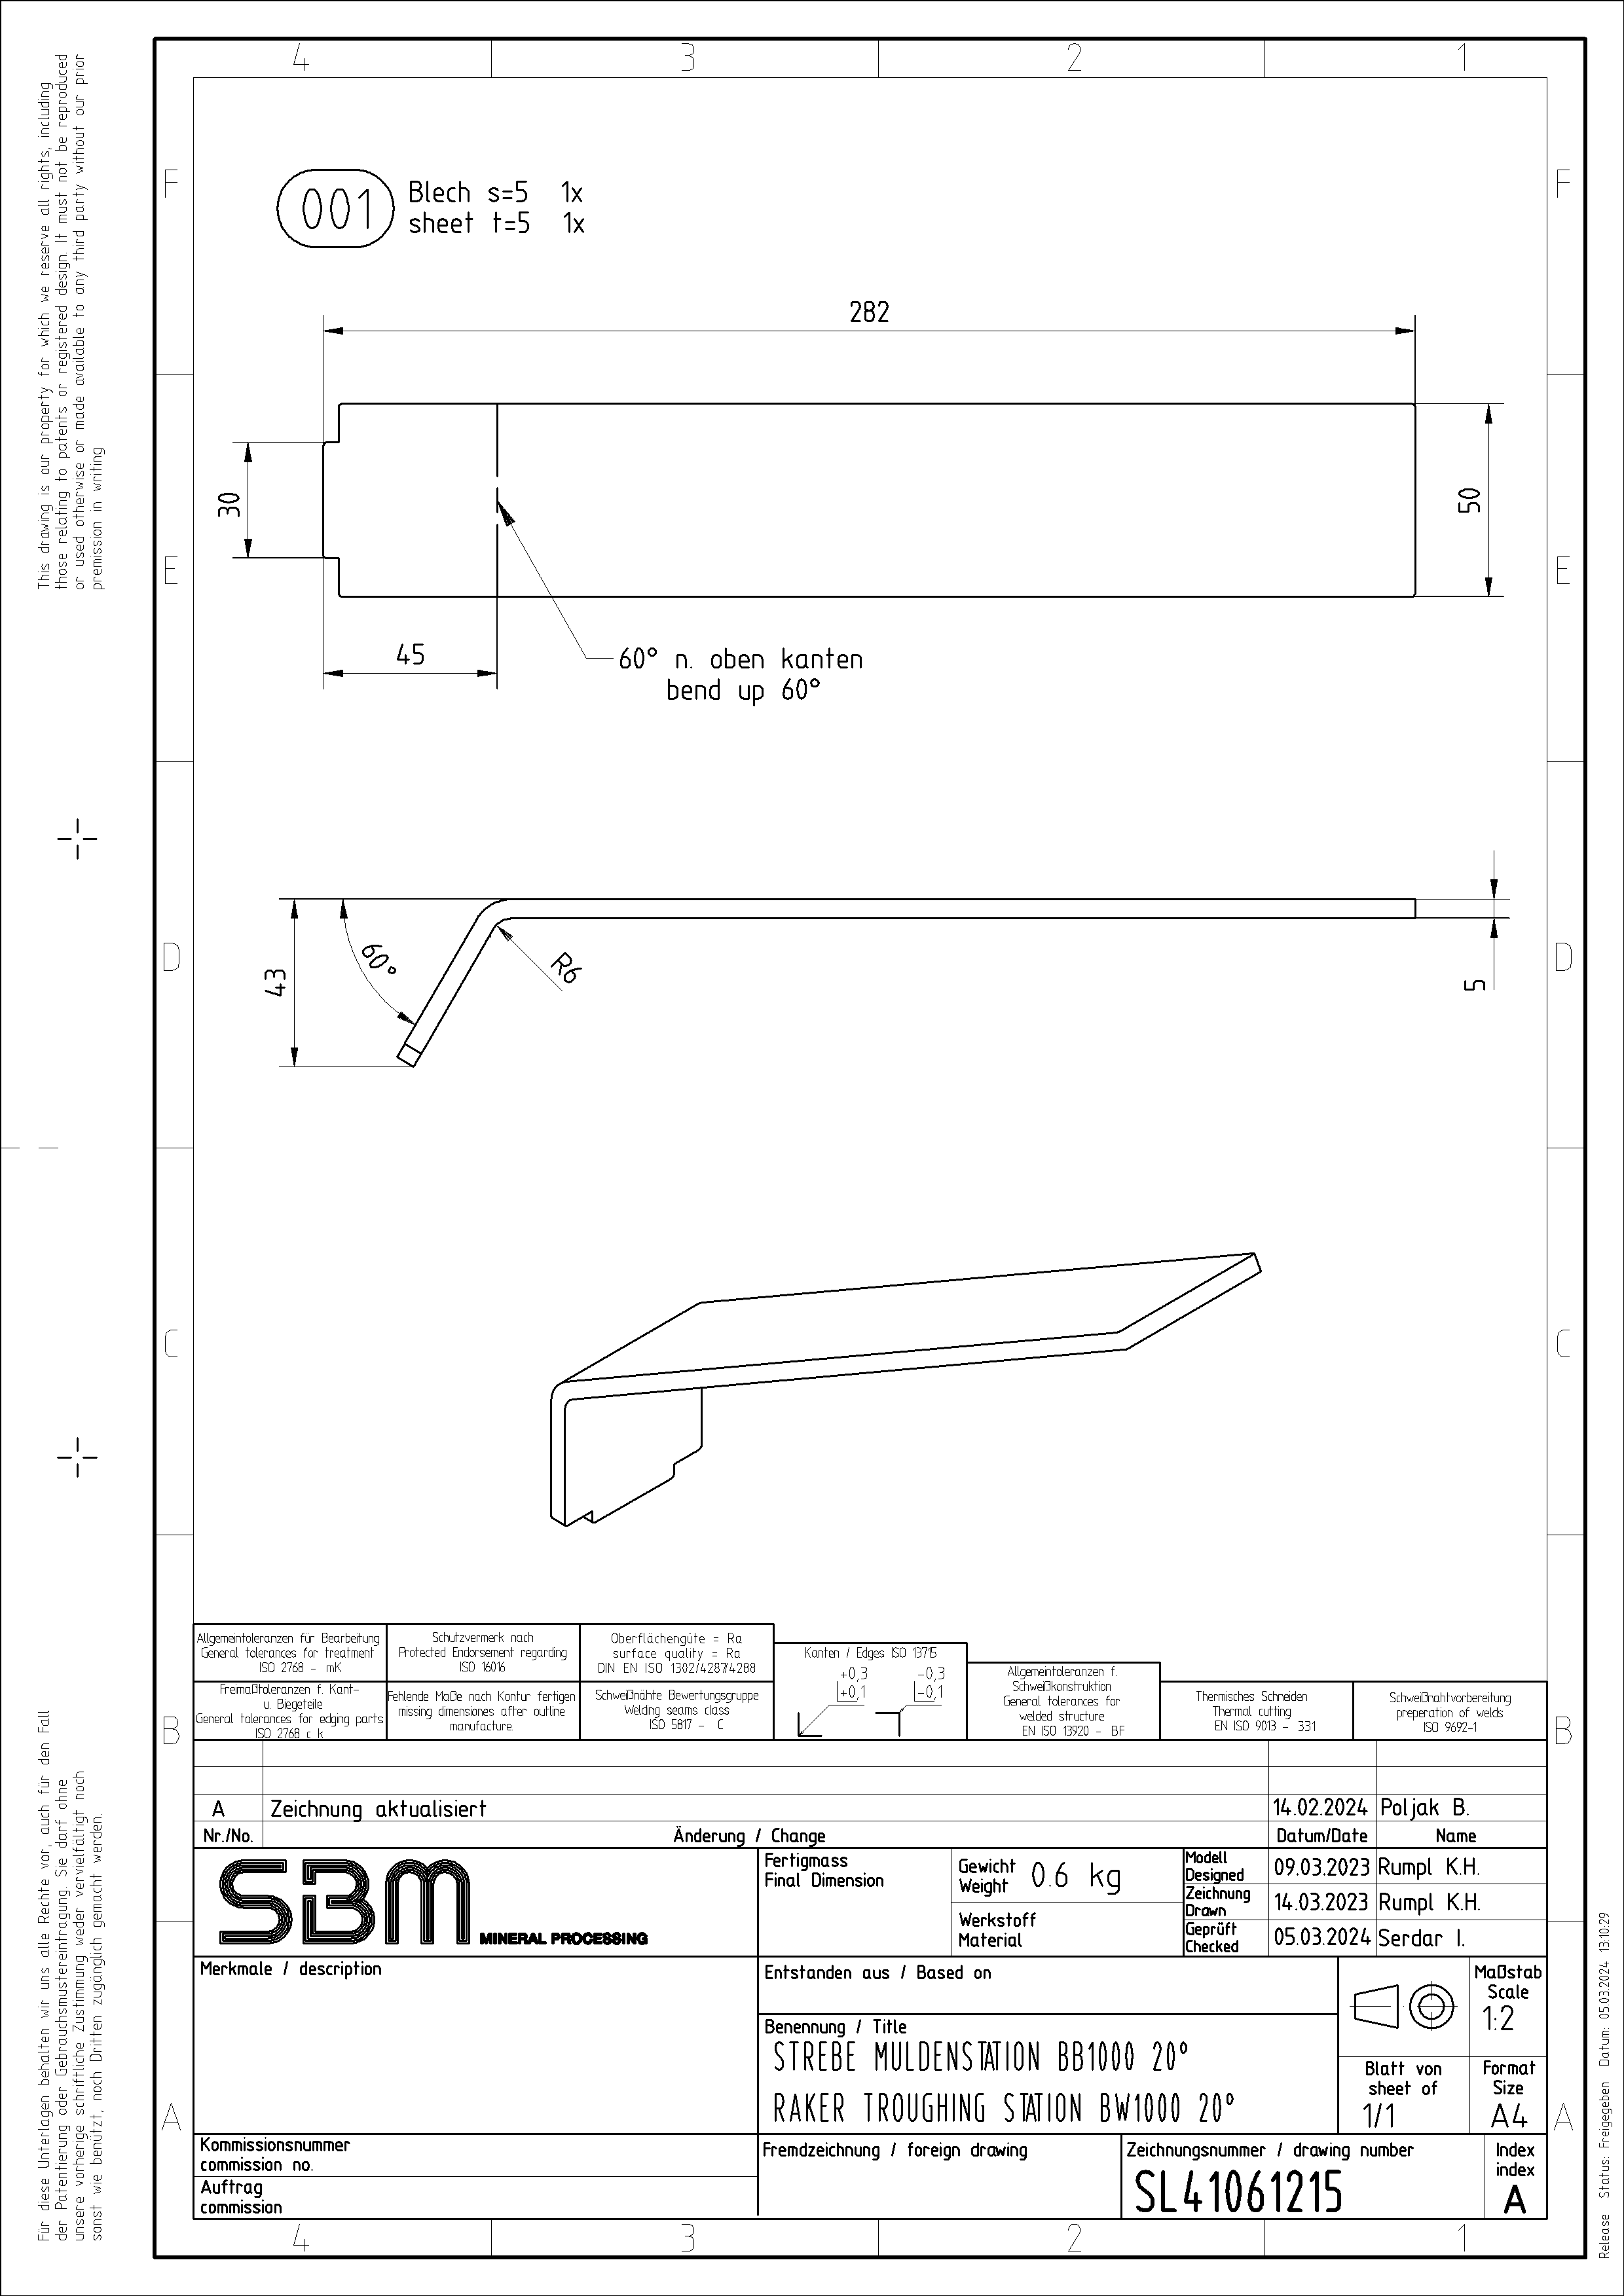 4 3 2 1
This drawing is our property for which we reserve all rights, including
those relating to patents or registered design. It must not be reproduced
or used otherwise or made available to any third party without our prior
premission in writing
F F
001
Blech s=5 1x
sheet t=5 1x
282
30
50
45
60° n. oben kanten
bend up 60°
E E
43
60°
R6
5
D D
C C
Allgemeintoleranzen für Bearbeitung
General tolerances for treatment
ISO 2768 - mK
Schutzvermerk nach
Protected Endorsement regarding
ISO 16016
Oberflächengüte = Ra
surface quality = Ra
DIN EN ISO 1302/4287/4288
Freimaßtoleranzen f. Kant-
u. Biegeteile
General tolerances for edging parts
ISO 2768 c k
Fehlende Maße nach Kontur fertigen
missing dimensiones after outline
manufacture.
Schweißnähte Bewertungsgruppe
Welding seams class
ISO 5817 - C
Kanten / Edges ISO 13715
+0,3 -0,3
+0,1 -0,1
Allgemeintoleranzen f.
Schweißkonstruktion
General tolerances for
welded structure
EN ISO 13920 - BF
Thermisches Schneiden
Thermal cutting
EN ISO 9013 - 331
Schweißnahtvorbereitung
preperation of welds
ISO 9692-1
B B
A Zeichnung aktualisiert 14.02.2024 Poljak B.
Nr./No. Änderung / Change Datum/Date Name
SBM
MINERAL PROCESSING
Fertigmass
Final Dimension
Gewicht
Weight
0.6 kg
Werkstoff
Material
Modell
Designed
09.03.2023 Rumpl K.H.
Zeichnung
Drawn
14.03.2023 Rumpl K.H.
Geprüft
Checked
05.03.2024 Serdar I.
Merkmale / description
Entstanden aus / Based on
Benennung / Title
STREBE MULDENSTATION BB1000 20°
RAKER TROUGHING STATION BW1000 20°
Maßstab
Scale
1:2
Blatt von
sheet of
1/1
Format
Size
A4
A A
Kommissionsnummer
commission no.
Auftrag
commission
Fremdzeichnung / foreign drawing
Zeichnungsnummer / drawing number
SL41061215
Index
index
A
4 3 2 1
Für diese Unterlagen behalten wir uns alle Rechte vor, auch für den Fall
der Patentierung oder Gebrauchsmustereintragung. Sie darf ohne
unsere vorherige schriftliche Zustimmung weder vervielfältigt noch
sonst wie benützt, noch Dritten zugänglich gemacht werden.
Release Status: Freigegeben Datum: 05.03.2024 13:10:29